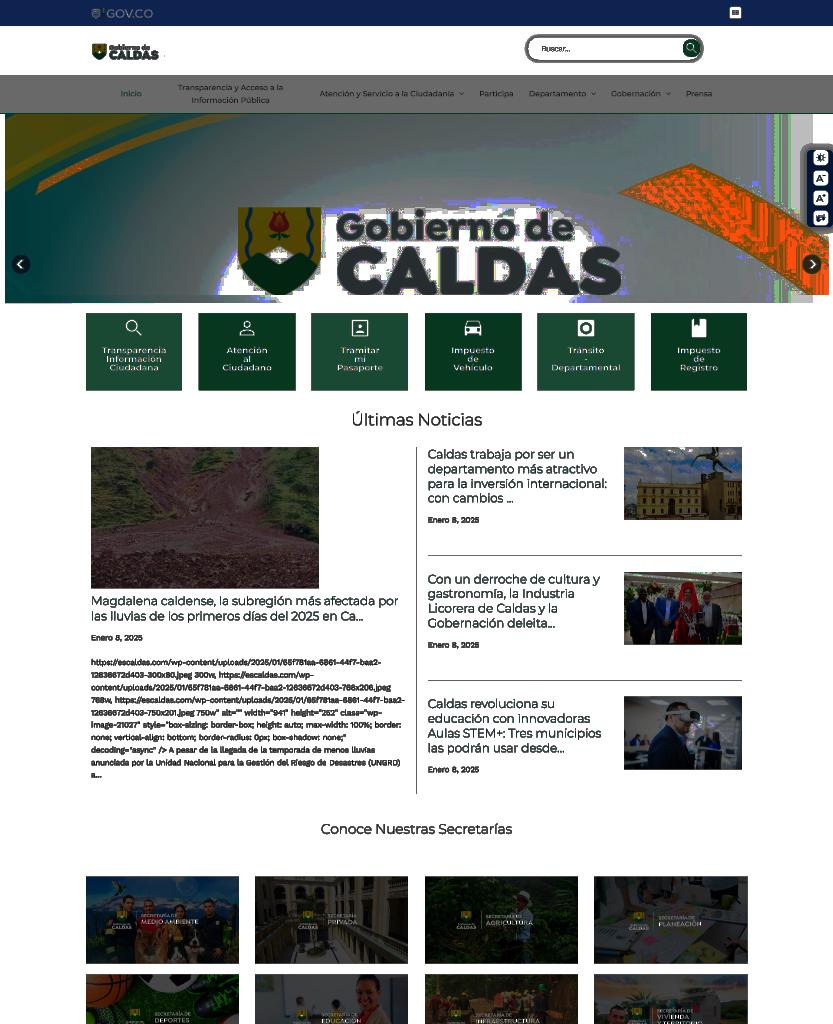 GOV.CO
Gobierno de
CALDAS
Buscar...
Inicio
Transparencia y Acceso a la
Información Pública
Atención y Servicio a la Ciudadanía
Participa
Departamento
Gobernación
Prensa
A-
A+
Gobierno de
CALDAS
Transparencia
Información
Ciudadana
Atención
al
Ciudadano
Tramitar
mi
Pasaporte
Impuesto
de
Vehículo
Tránsito
-
Departamental
Impuesto
de
Registro
Últimas Noticias
Magdalena caldense, la subregión más afectada por
las lluvias de los primeros días del 2025 en Ca...
Enero 8, 2025
https://escaldas.com/wp-content/uploads/2025/01/65f781aa-6861-44f7-baa2-
12636672d403-300x80.jpeg 300w, https://escaldas.com/wp-
content/uploads/2025/01/65f781aa-6861-44f7-baa2-12636672d403-768x206.jpeg
768w, https://escaldas.com/wp-content/uploads/2025/01/65f781aa-6861-44f7-baa2-
12636672d403-750x201.jpeg 750w" alt="" width="941" height="252" class="wp-
image-21027" style="box-sizing: border-box; height: auto; max-width: 100%; border:
none; vertical-align: bottom; border-radius: 0px; box-shadow: none;"
decoding="async" /> A pesar de la llegada de la temporada de menos lluvias
anunciada por la Unidad Nacional para la Gestión del Riesgo de Desastres (UNGRD)
a...
Caldas trabaja por ser un
departamento más atractivo
para la inversión internacional:
con cambios ...
Enero 8, 2025
Con un derroche de cultura y
gastronomía, la Industria
Licorera de Caldas y la
Gobernación deleita...
Enero 8, 2025
Caldas revoluciona su
educación con innovadoras
Aulas STEM+: Tres municipios
las podrán usar desde...
Enero 8, 2025
Conoce Nuestras Secretarías
CALDAS
SECRETARÍA DE
MEDIO AMBIENTE
CALDAS
SECRETARÍA
PRIVADA
CALDAS
SECRETARÍA DE
AGRICULTURA
CALDAS
SECRETARÍA DE
PLANEACIÓN
CALDAS
SECRETARÍA DE
DEPORTES
CALDAS
SECRETARÍA DE
EDUCACIÓN
CALDAS
SECRETARÍA DE
INFRAESTRUCTURA
CALDAS
SECRETARÍA DE
VIVIENDA
Y TERRITORIO